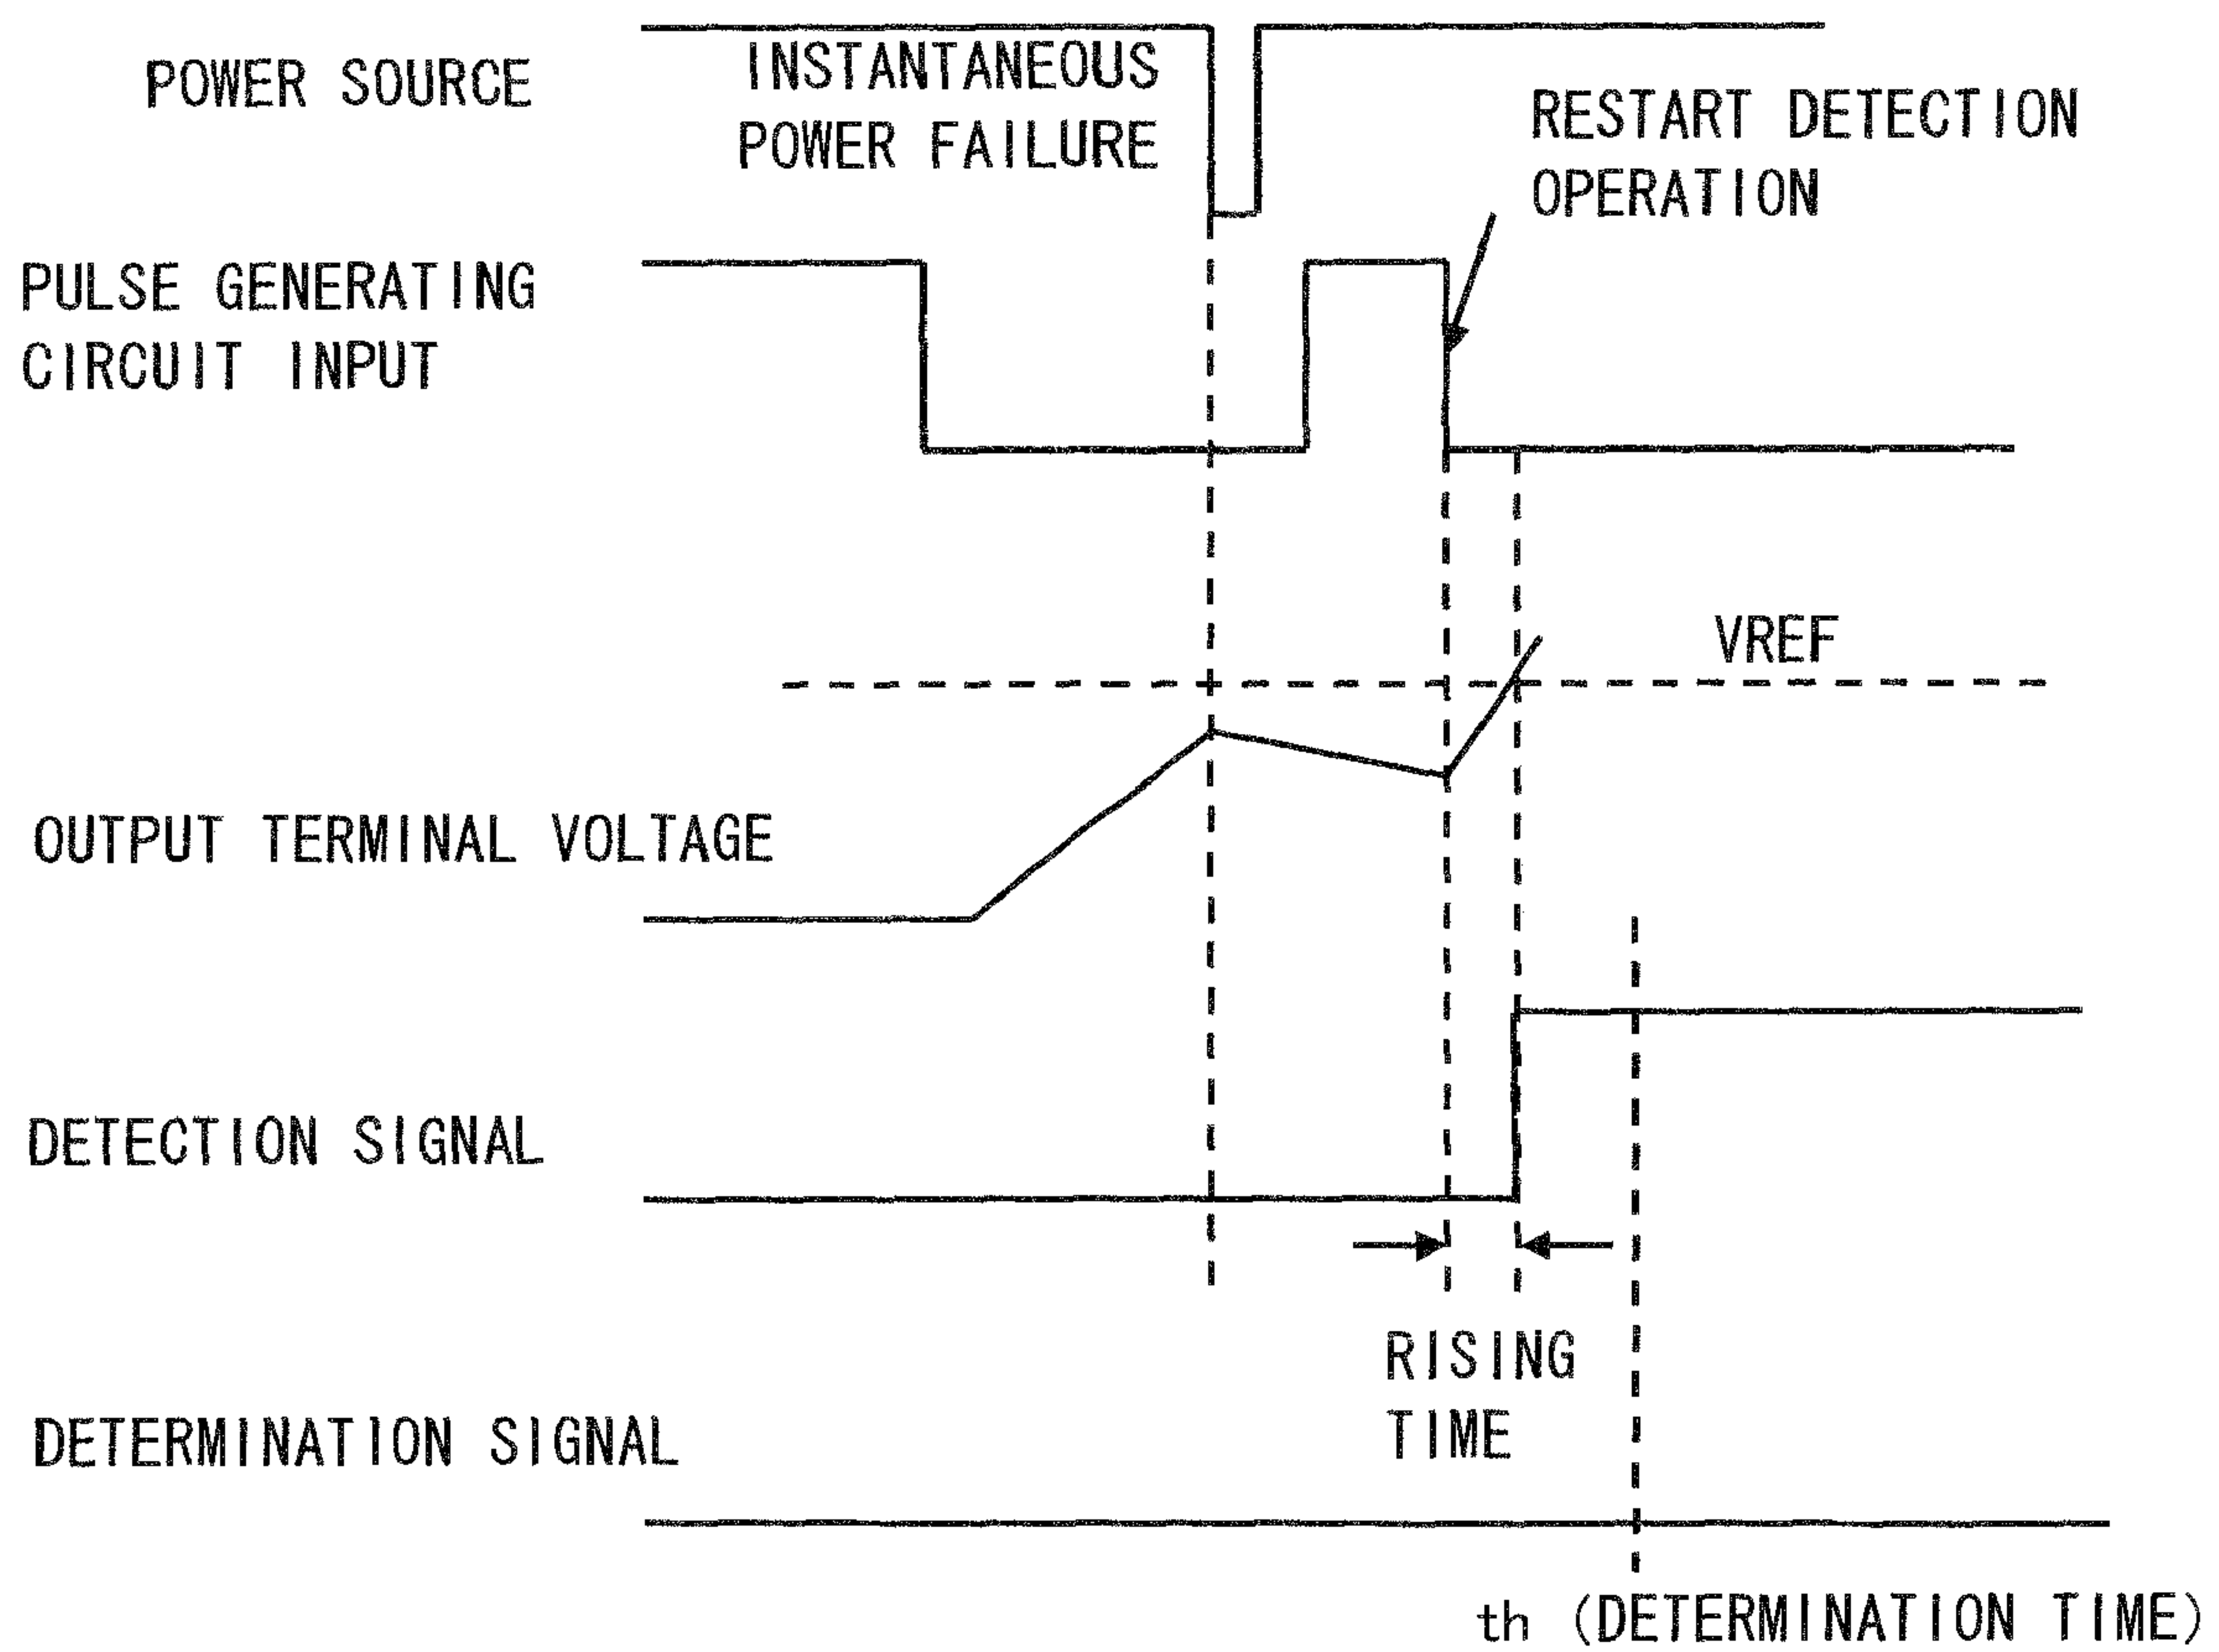 POWER SOURCE
INSTANTANEOUS
POWER FAILURE
RESTART DETECTION
OPERATION
PULSE GENERATING
CIRCUIT INPUT
VREF
OUTPUT TERMINAL VOLTAGE
DETECTION SIGNAL
RISING
TIME
DETERMINATION SIGNAL
th (DETERMINATION TIME)